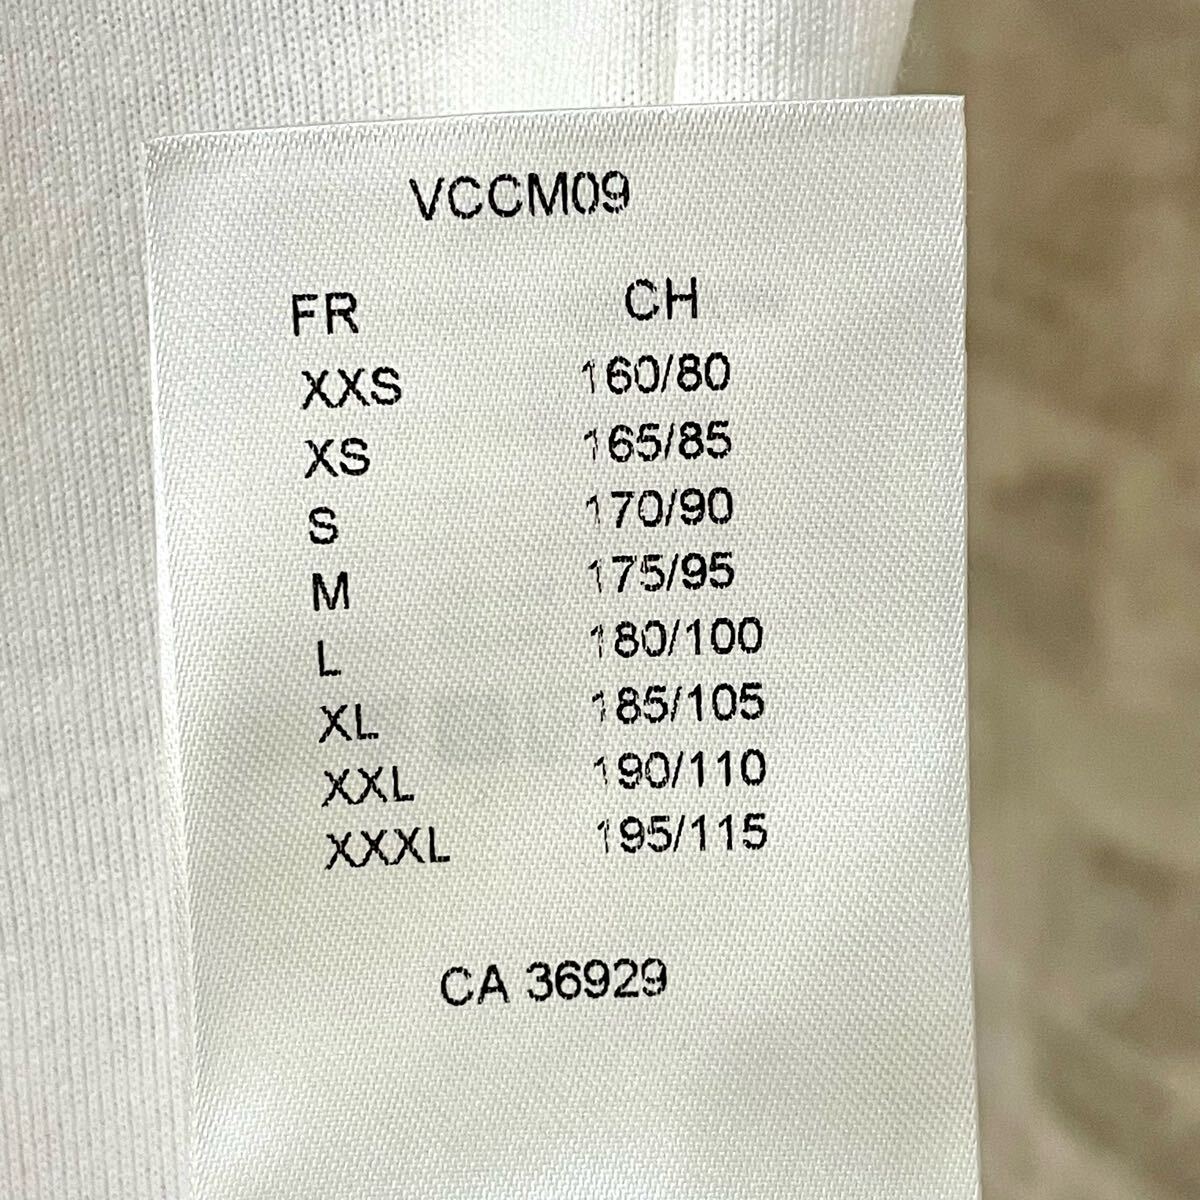 VCCM09
FR CH
XXS 160/80
XS 165/85
S 170/90
M 175/95
L 180/100
XL 185/105
XXL 190/110
XXXL 195/115
CA 36929